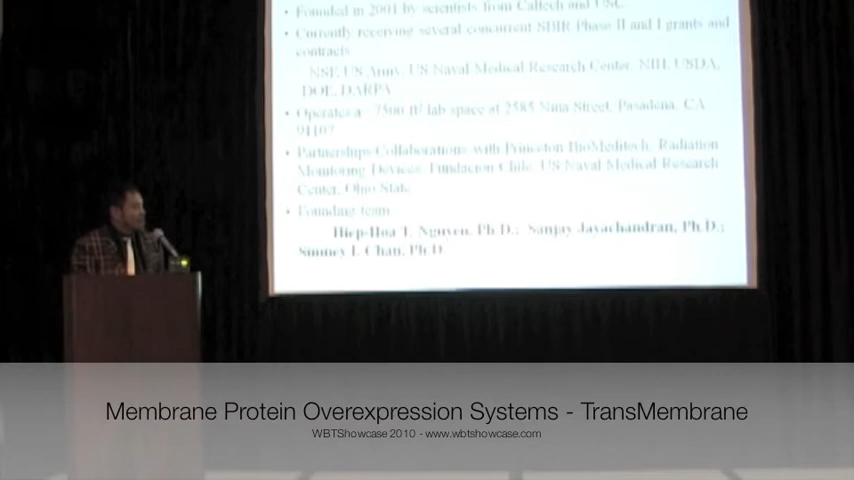 • Founded in 2001 by scientists from Caltech and USC.
• Currently receiving several concurrent SBIR Phase II and I grants and
contracts
NSF, US Army, US Naval Medical Research Center, NIH, USDA,
DOE, DARPA
• Operates a ~7500 ft² lab space at 2585 Nina Street, Pasadena, CA
91107
• Partnerships/Collaborations with Princeton BioMeditech, Radiation
Monitoring Devices, Fundacion Chile, US Naval Medical Research
Center, Ohio State
• Founding team
Hiep-Hoa T. Nguyen, Ph.D.; Sanjay Jayachandran, Ph.D.;
Sunney I. Chan, Ph.D.
Membrane Protein Overexpression Systems - TransMembrane
WBTShowcase 2010 - www.wbtshowcase.com